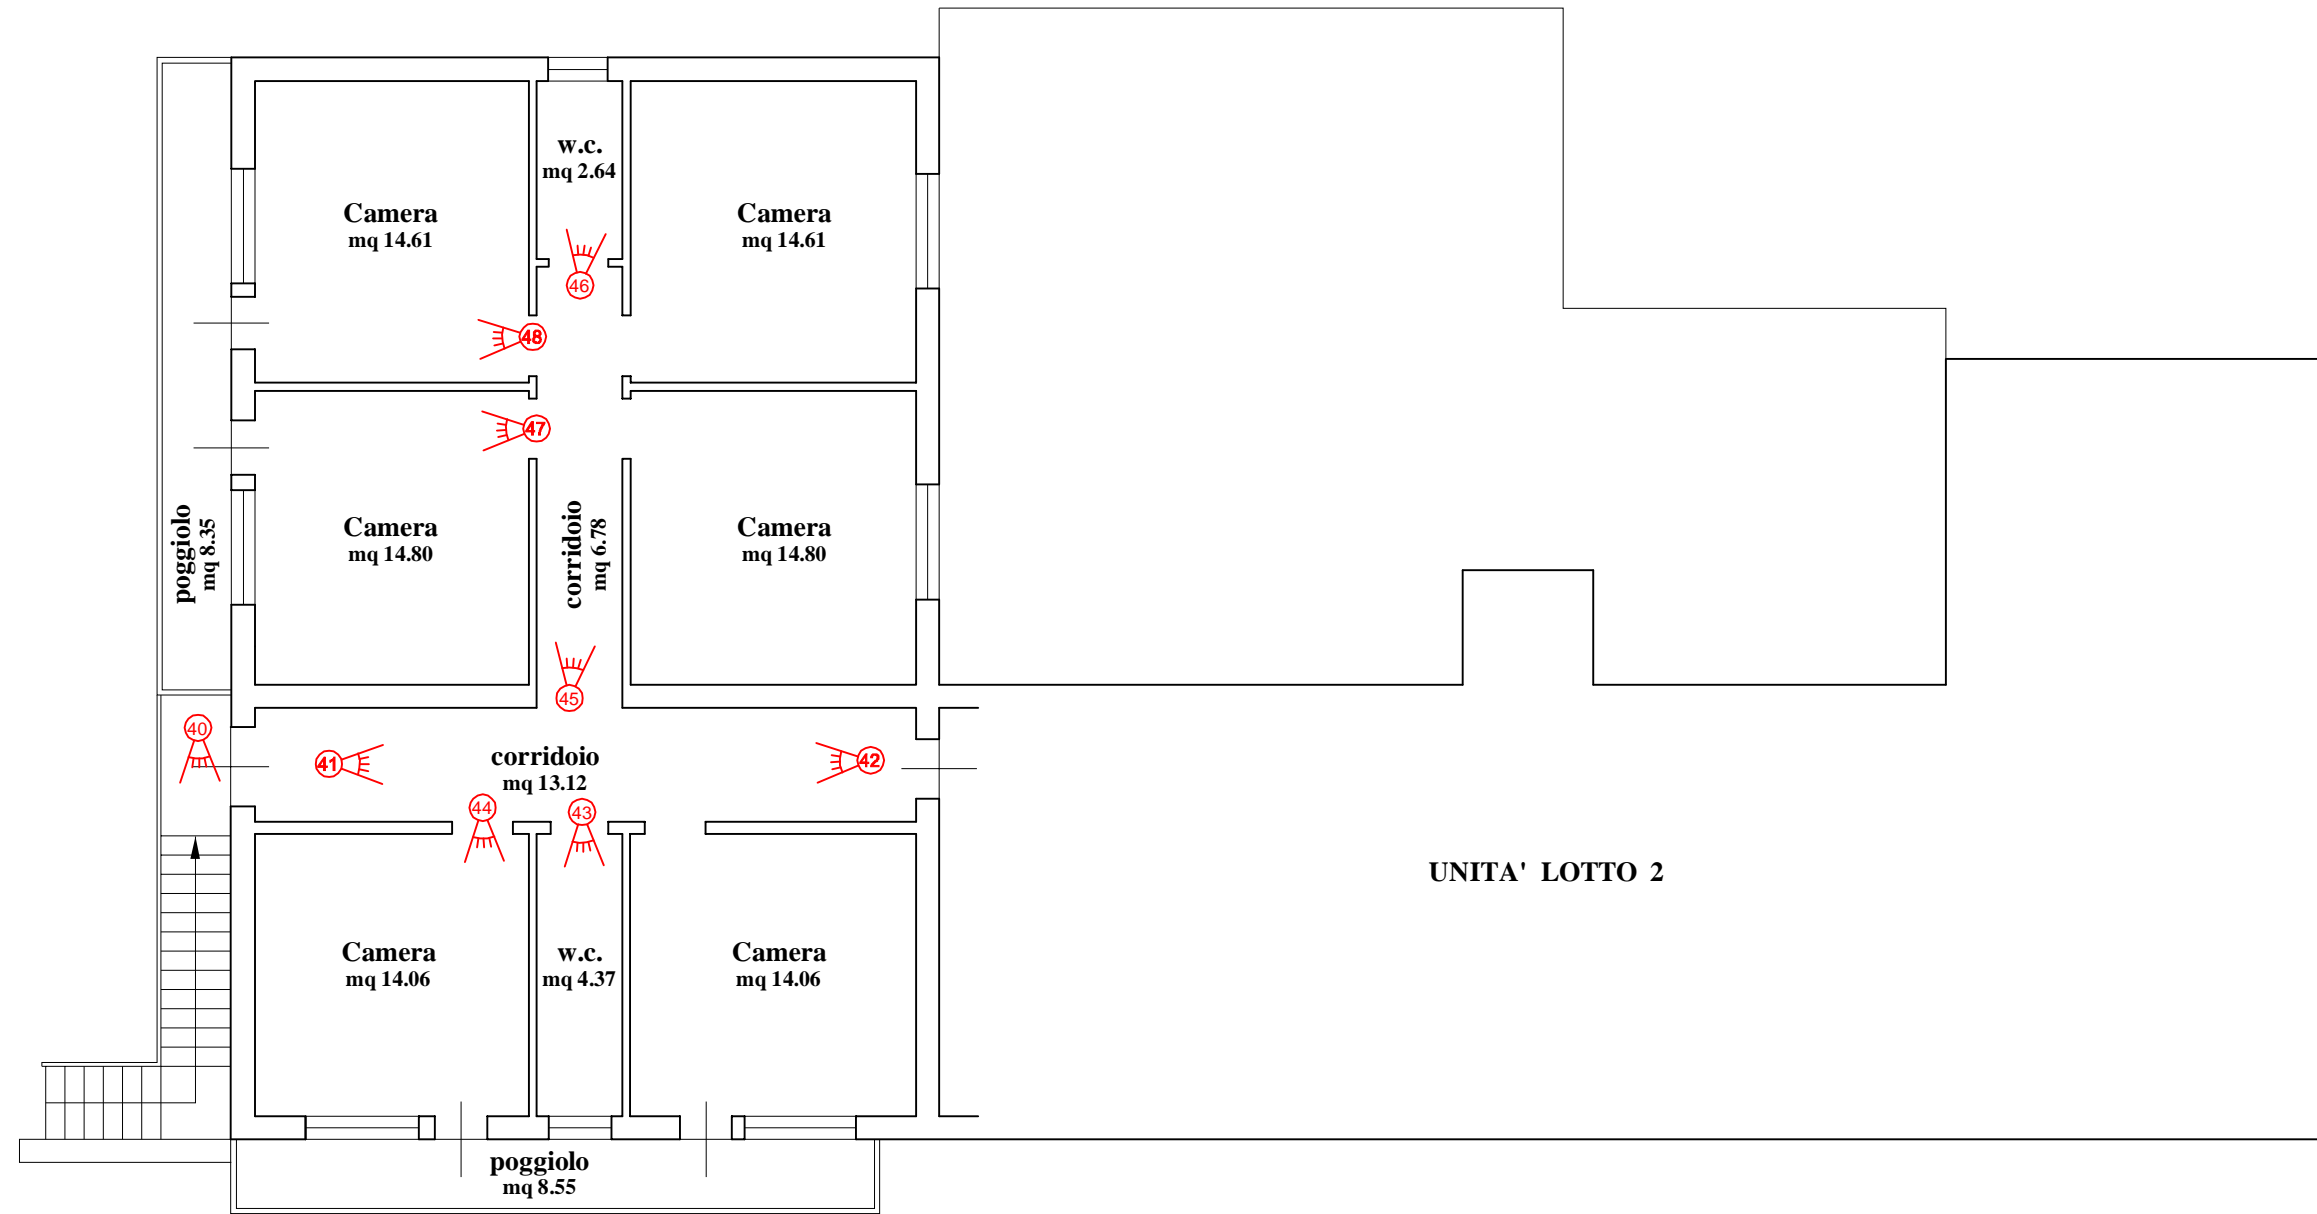 w.c.
mq 2.64
Camera
mq 14.61
Camera
mq 14.61
46
48
47
poggiolo
mq 8.35
Camera
mq 14.80
corridoio
mq 6.78
Camera
mq 14.80
45
40
41
corridoio
mq 13.12
42
44
43
UNITA' LOTTO 2
Camera
mq 14.06
w.c.
mq 4.37
Camera
mq 14.06
poggiolo
mq 8.55